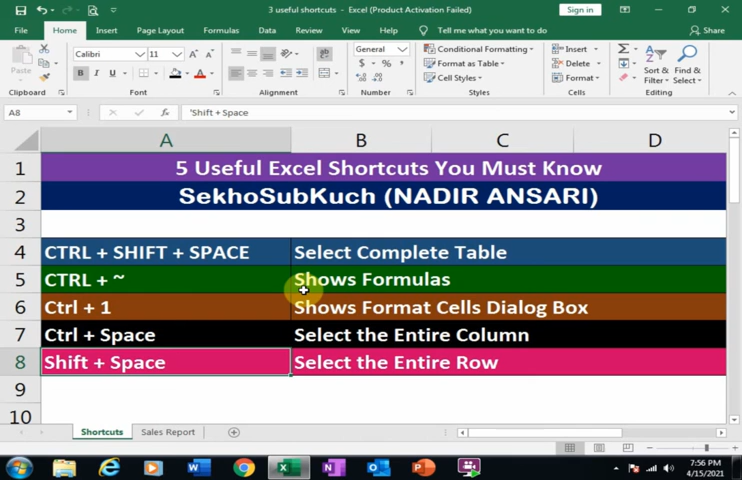 3 useful shortcuts - Excel (Product Activation Failed)
Sign in
File Home Insert Page Layout Formulas Data Review View Help Tell me what you want to do Share
Paste
Calibri 11
General
Conditional Formatting
Format as Table
Cell Styles
Insert
Delete
Format
Sort & Select
Find & Select
Clipboard Font Alignment Number Styles Cells Editing
A8 'Shift + Space
A B C D
1 5 Useful Excel Shortcuts You Must Know
2 SekhoSubKuch (NADIR ANSARI)
3
4 CTRL + SHIFT + SPACE Select Complete Table
5 CTRL + ~ Shows Formulas
6 Ctrl + 1 Shows Format Cells Dialog Box
7 Ctrl + Space Select the Entire Column
8 Shift + Space Select the Entire Row
9
10
Shortcuts Sales Report
7:56 PM
4/15/2021